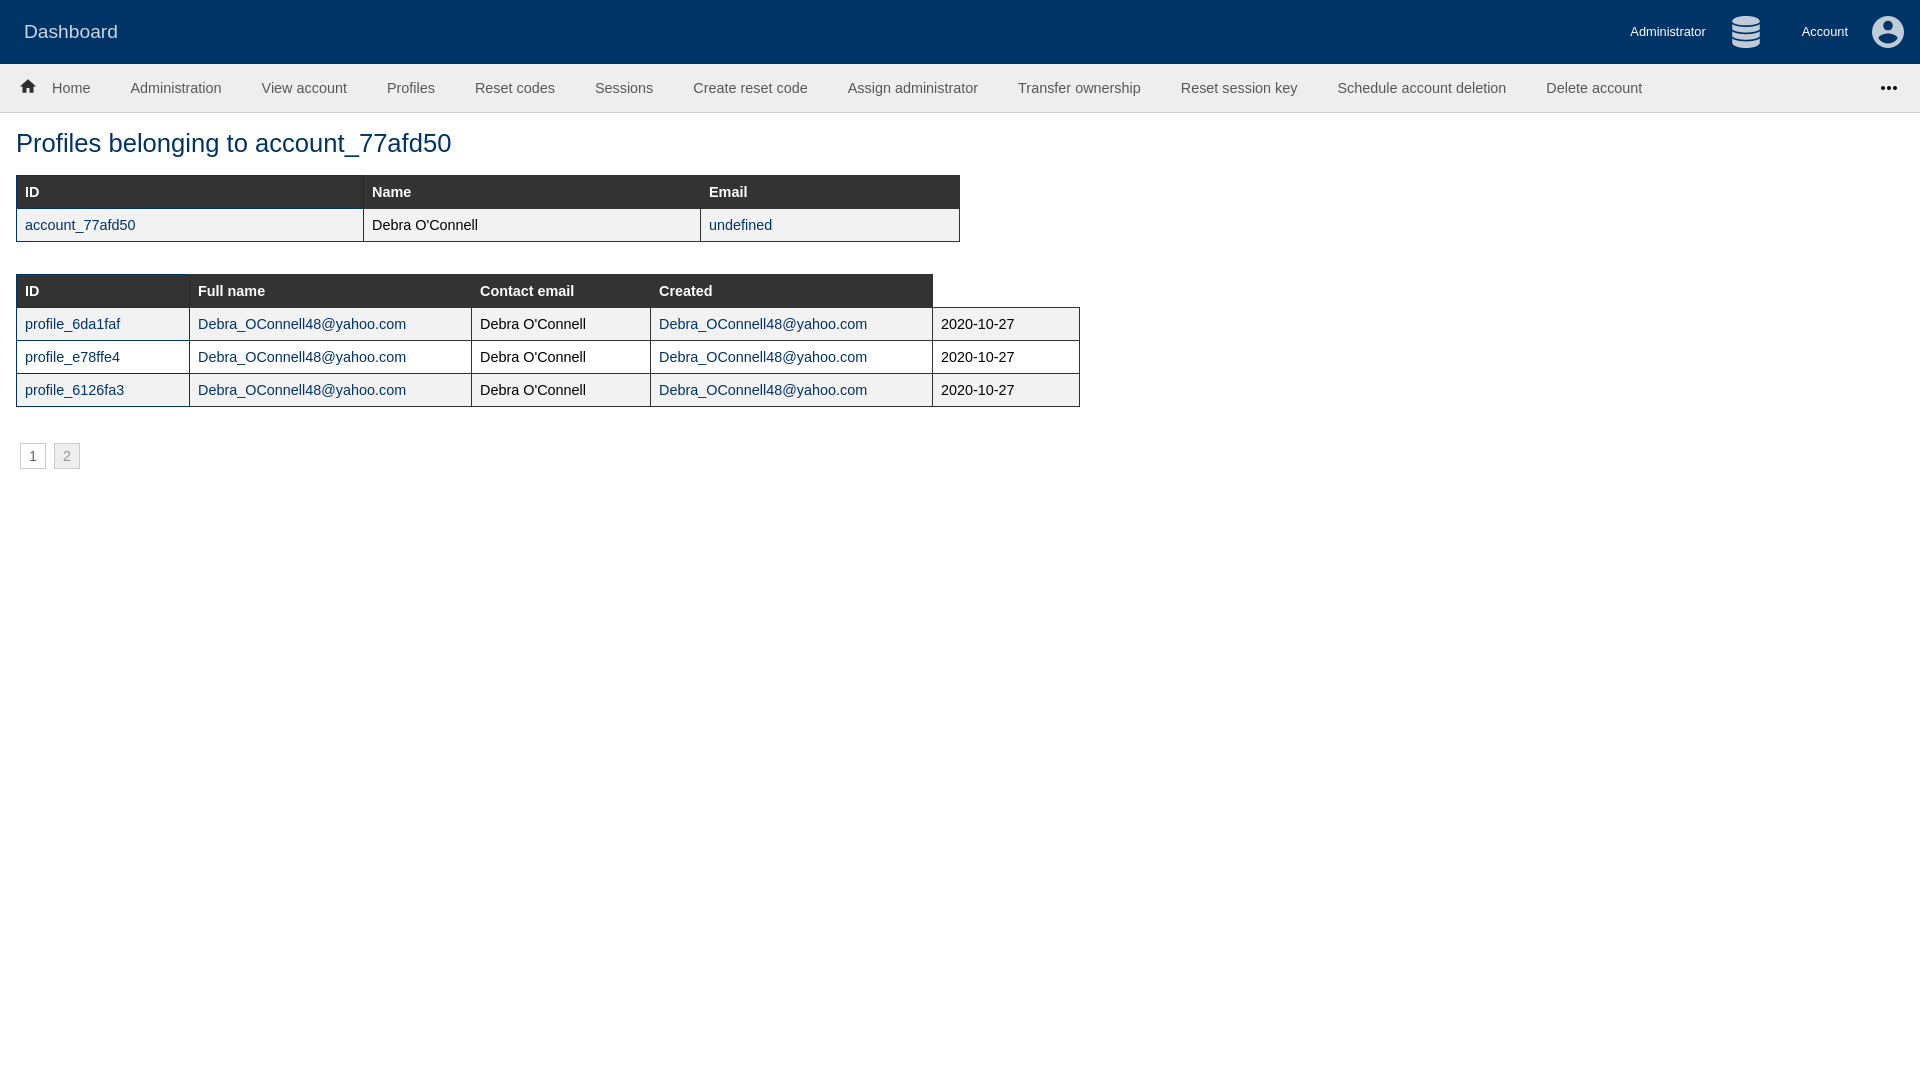 Dashboard
Administrator
Account
Home Administration View account Profiles Reset codes Sessions Create reset code Assign administrator Transfer ownership Reset session key Schedule account deletion Delete account
Profiles belonging to account_77afd50
ID Name Email
account_77afd50 Debra O'Connell undefined
ID Full name Contact email Created
profile_6da1faf Debra_OConnell48@yahoo.com Debra O'Connell Debra_OConnell48@yahoo.com 2020-10-27
profile_e78ffe4 Debra_OConnell48@yahoo.com Debra O'Connell Debra_OConnell48@yahoo.com 2020-10-27
profile_6126fa3 Debra_OConnell48@yahoo.com Debra O'Connell Debra_OConnell48@yahoo.com 2020-10-27
1 2